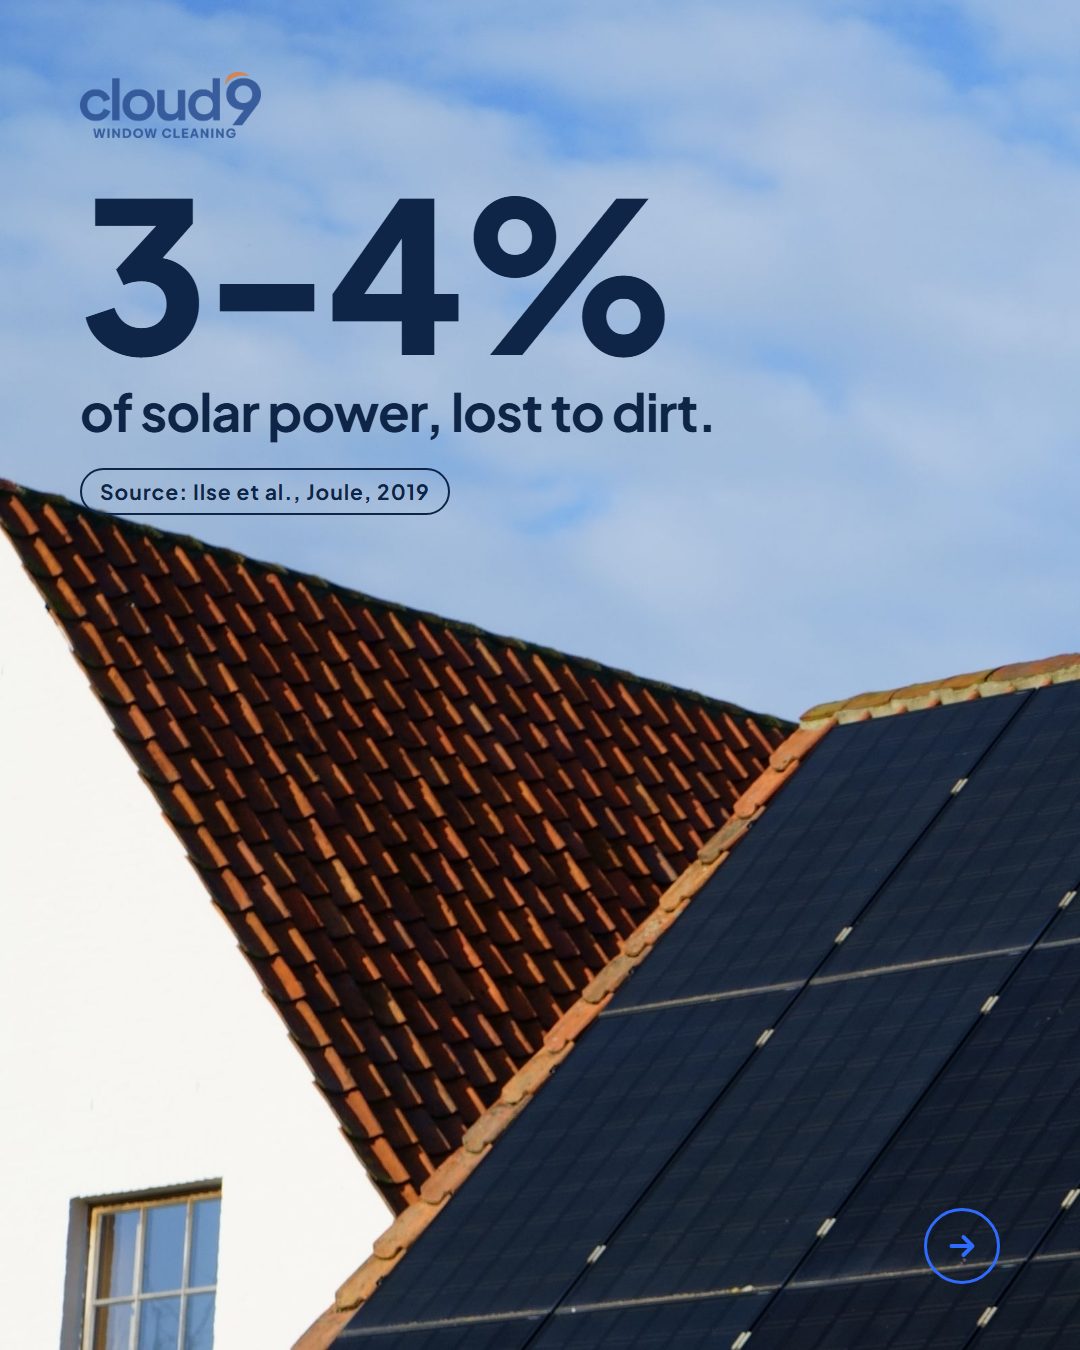 cloud9
WINDOW CLEANING
3–4%
of solar power, lost to dirt.
Source: Ilse et al., Joule, 2019